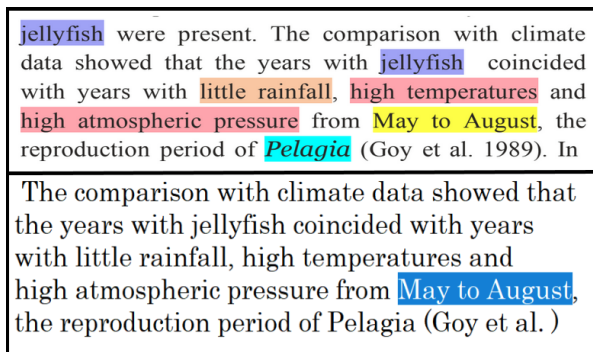 jellyfish were present. The comparison with climate
data showed that the years with jellyfish coincided
with years with little rainfall, high temperatures and
high atmospheric pressure from May to August, the
reproduction period of Pelagia (Goy et al. 1989). In
The comparison with climate data showed that
the years with jellyfish coincided with years
with little rainfall, high temperatures and
high atmospheric pressure from May to August,
the reproduction period of Pelagia (Goy et al. )